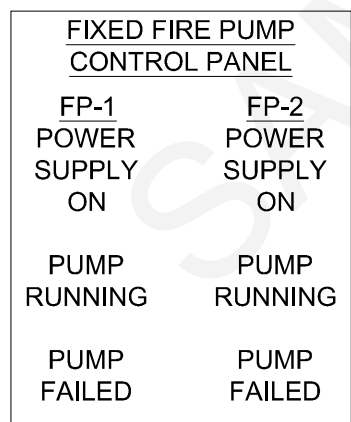 FIXED FIRE PUMP
CONTROL PANEL
FP-1 FP-2
POWER POWER
SUPPLY SUPPLY
ON ON
PUMP PUMP
RUNNING RUNNING
PUMP PUMP
FAILED FAILED